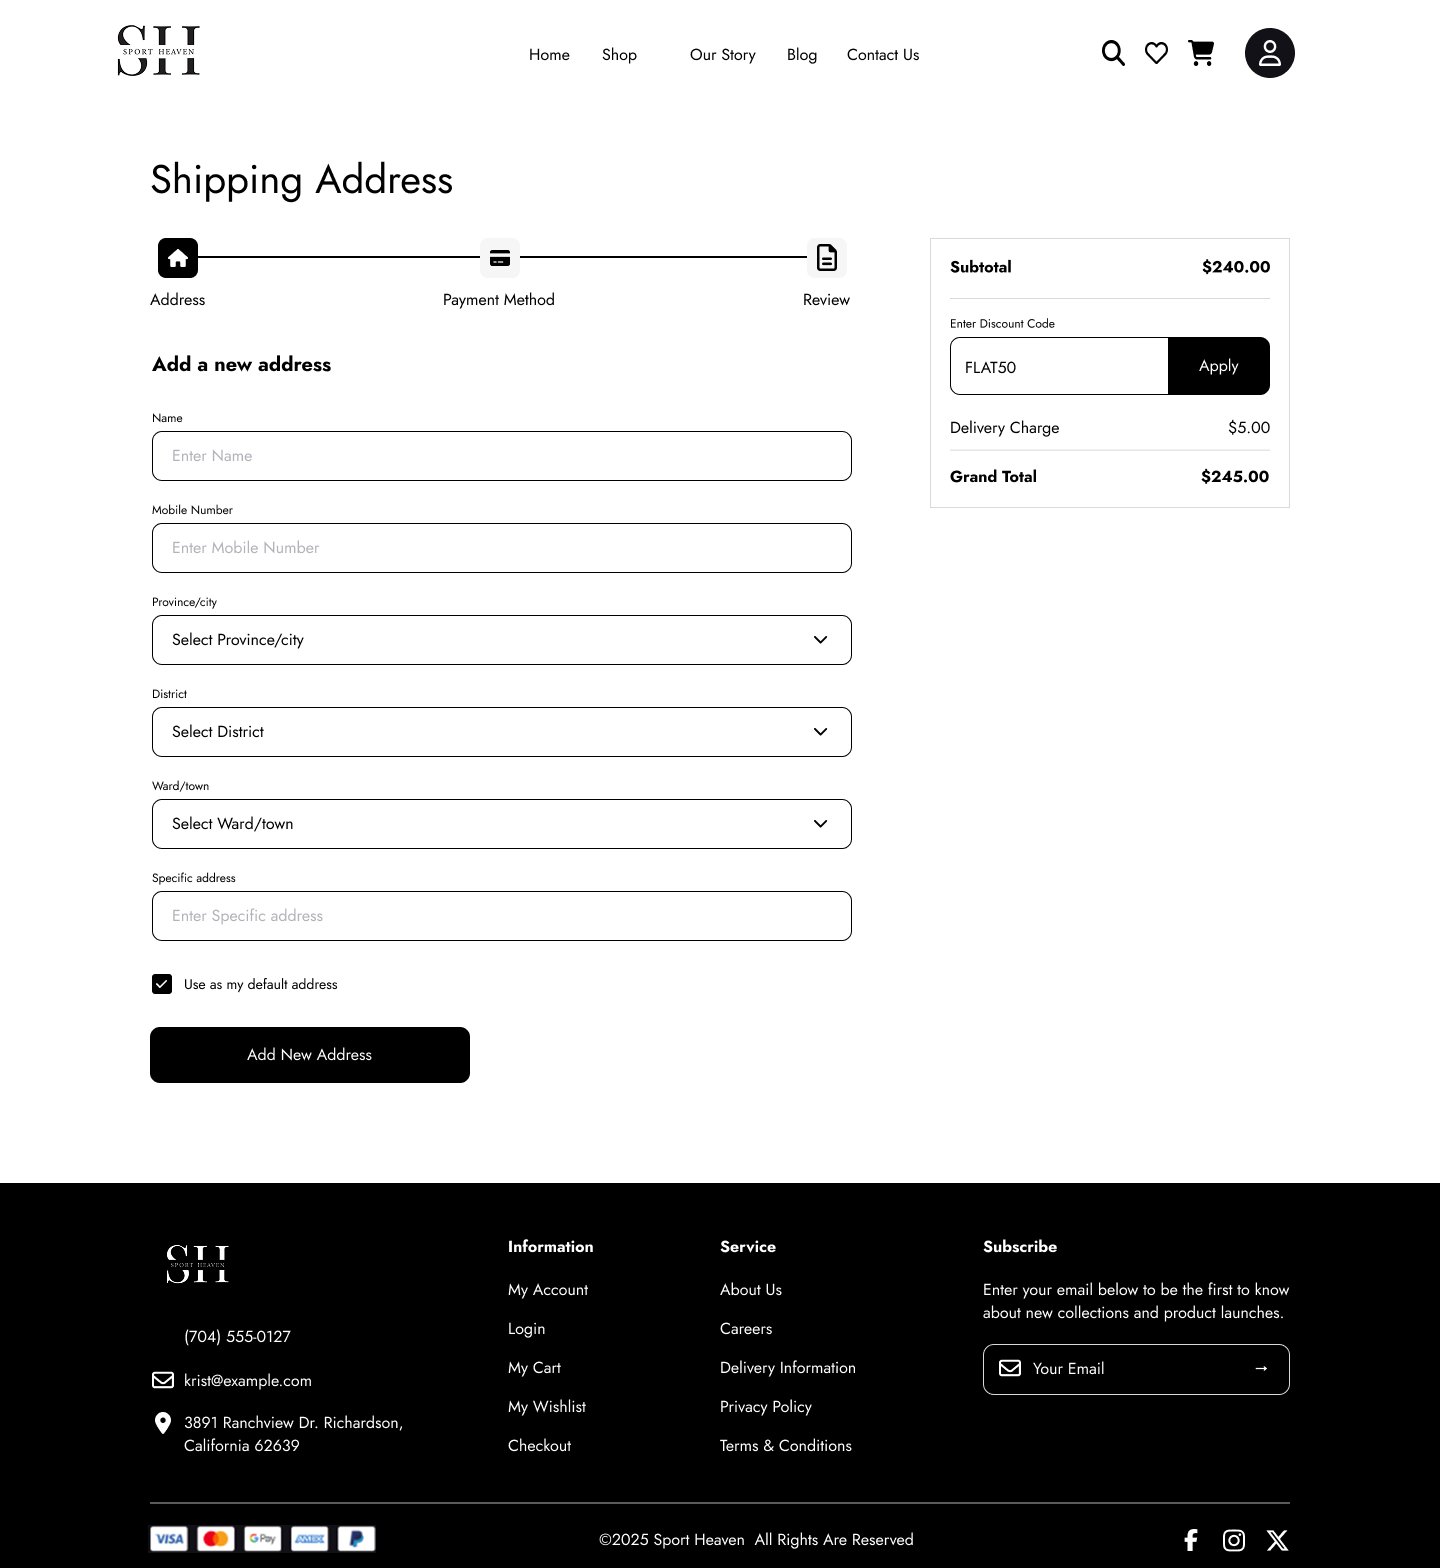 SH
SPORT HEAVEN
Home Shop Our Story Blog Contact Us
Shipping Address
Address Payment Method Review
Add a new address
Name
Enter Name
Mobile Number
Enter Mobile Number
Province/city
Select Province/city
District
Select District
Ward/town
Select Ward/town
Specific address
Enter Specific address
Use as my default address
Add New Address
Subtotal $240.00
Enter Discount Code
FLAT50 Apply
Delivery Charge $5.00
Grand Total $245.00
SH
SPORT HEAVEN
(704) 555-0127
krist@example.com
3891 Ranchview Dr. Richardson,
California 62639
Information
My Account
Login
My Cart
My Wishlist
Checkout
Service
About Us
Careers
Delivery Information
Privacy Policy
Terms & Conditions
Subscribe
Enter your email below to be the first to know
about new collections and product launches.
Your Email →
VISA G Pay AMEX P
©2025 Sport Heaven All Rights Are Reserved